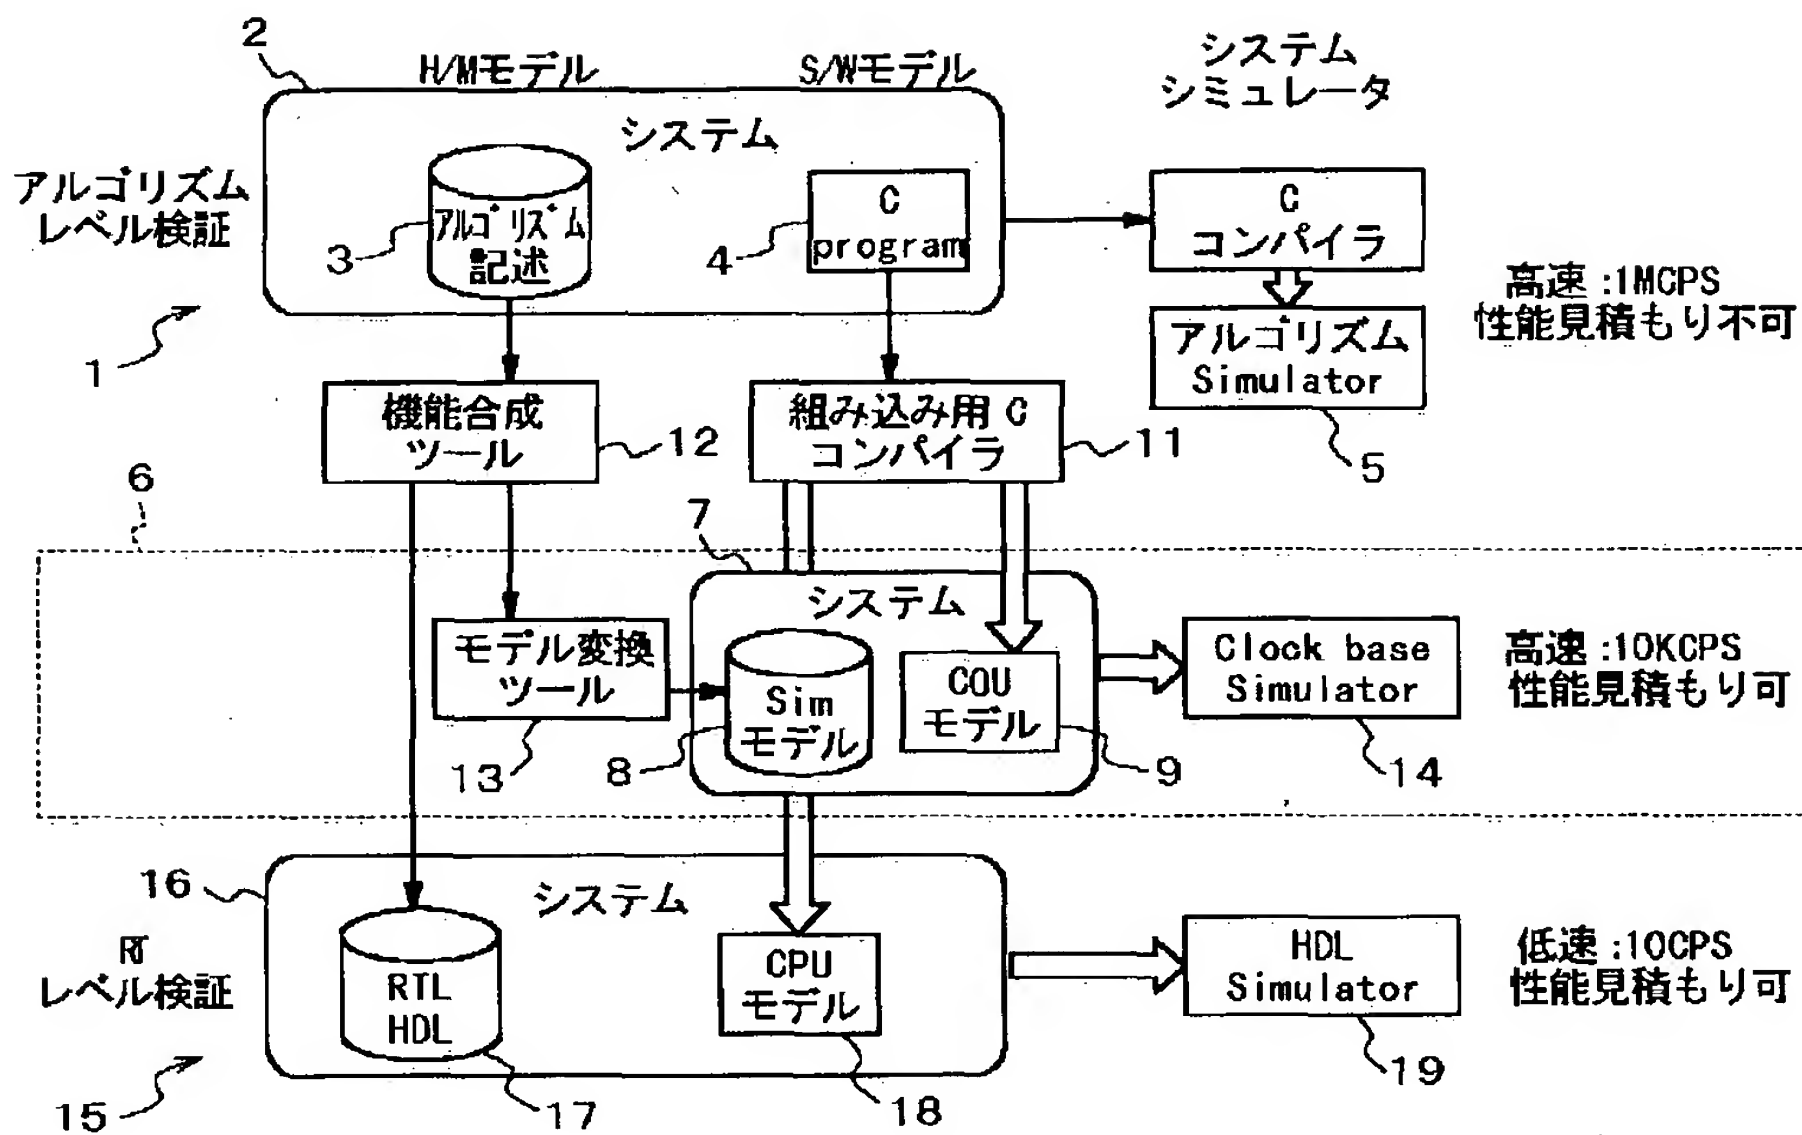 2
H/Mモデル
S/Wモデル
システム
シミュレータ
システム
アルゴリズム
レベル検証
アルゴリズム
記述
3
C
program
4
C
コンパイラ
高速:1MCPS
性能見積もり不可
アルゴリズム
Simulator
5
1
機能合成
ツール
12
組み込み用 C
コンパイラ
11
6
7
システム
モデル変換
ツール
13
Sim
モデル
8
COU
モデル
9
Clock base
Simulator
14
高速:10KCPS
性能見積もり可
16
システム
RT
レベル検証
RTL
HDL
17
CPU
モデル
18
HDL
Simulator
19
低速:10CPS
性能見積もり可
15